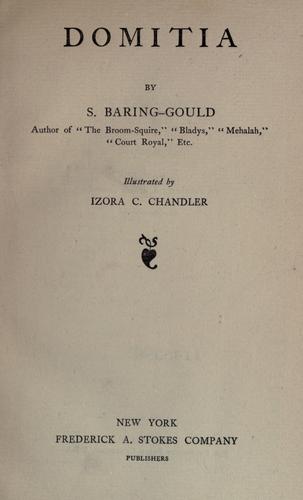 DOMITIA
BY
S. BARING-GOULD
Author of "The Broom-Squire," "Bladys," "Mehalah,"
"Court Royal," Etc.
Illustrated by
IZORA C. CHANDLER
NEW YORK
FREDERICK A. STOKES COMPANY
PUBLISHERS